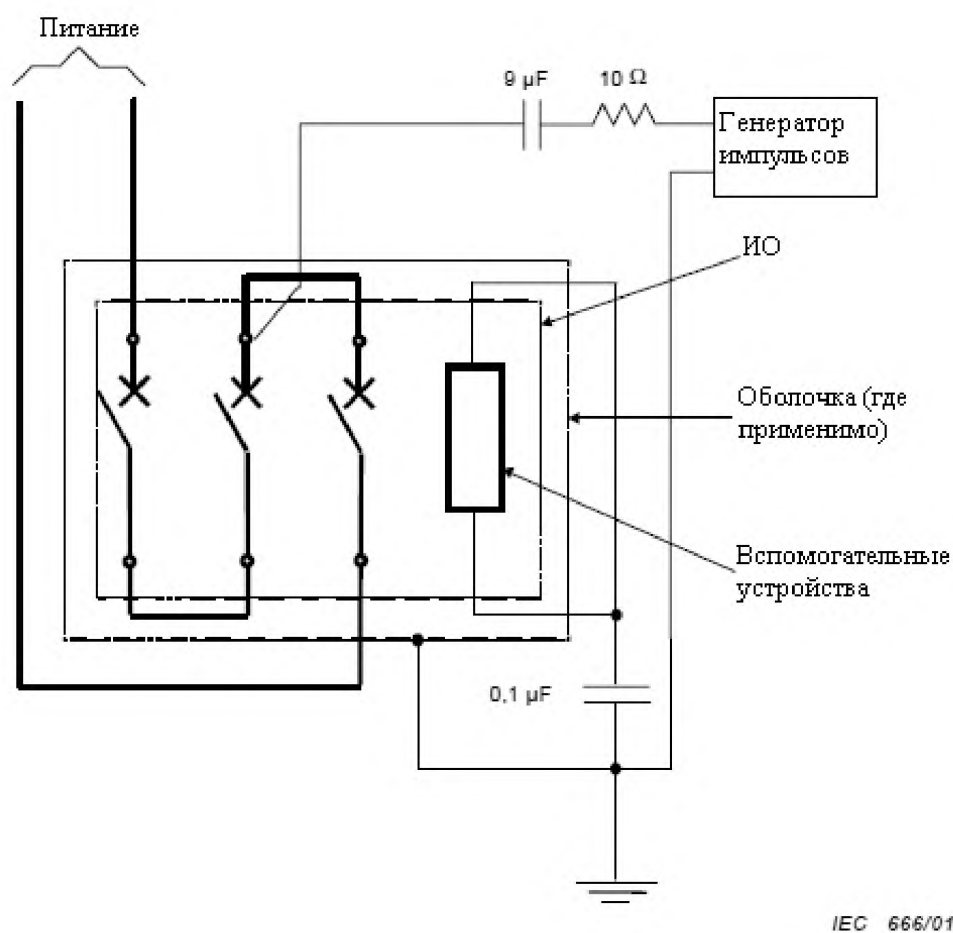 Питание
9 µF
10 Ω
Генератор
импульсов
ИО
Оболочка (где
применимо)
Вспомогательные
устройства
0,1 µF
IEC 666/01